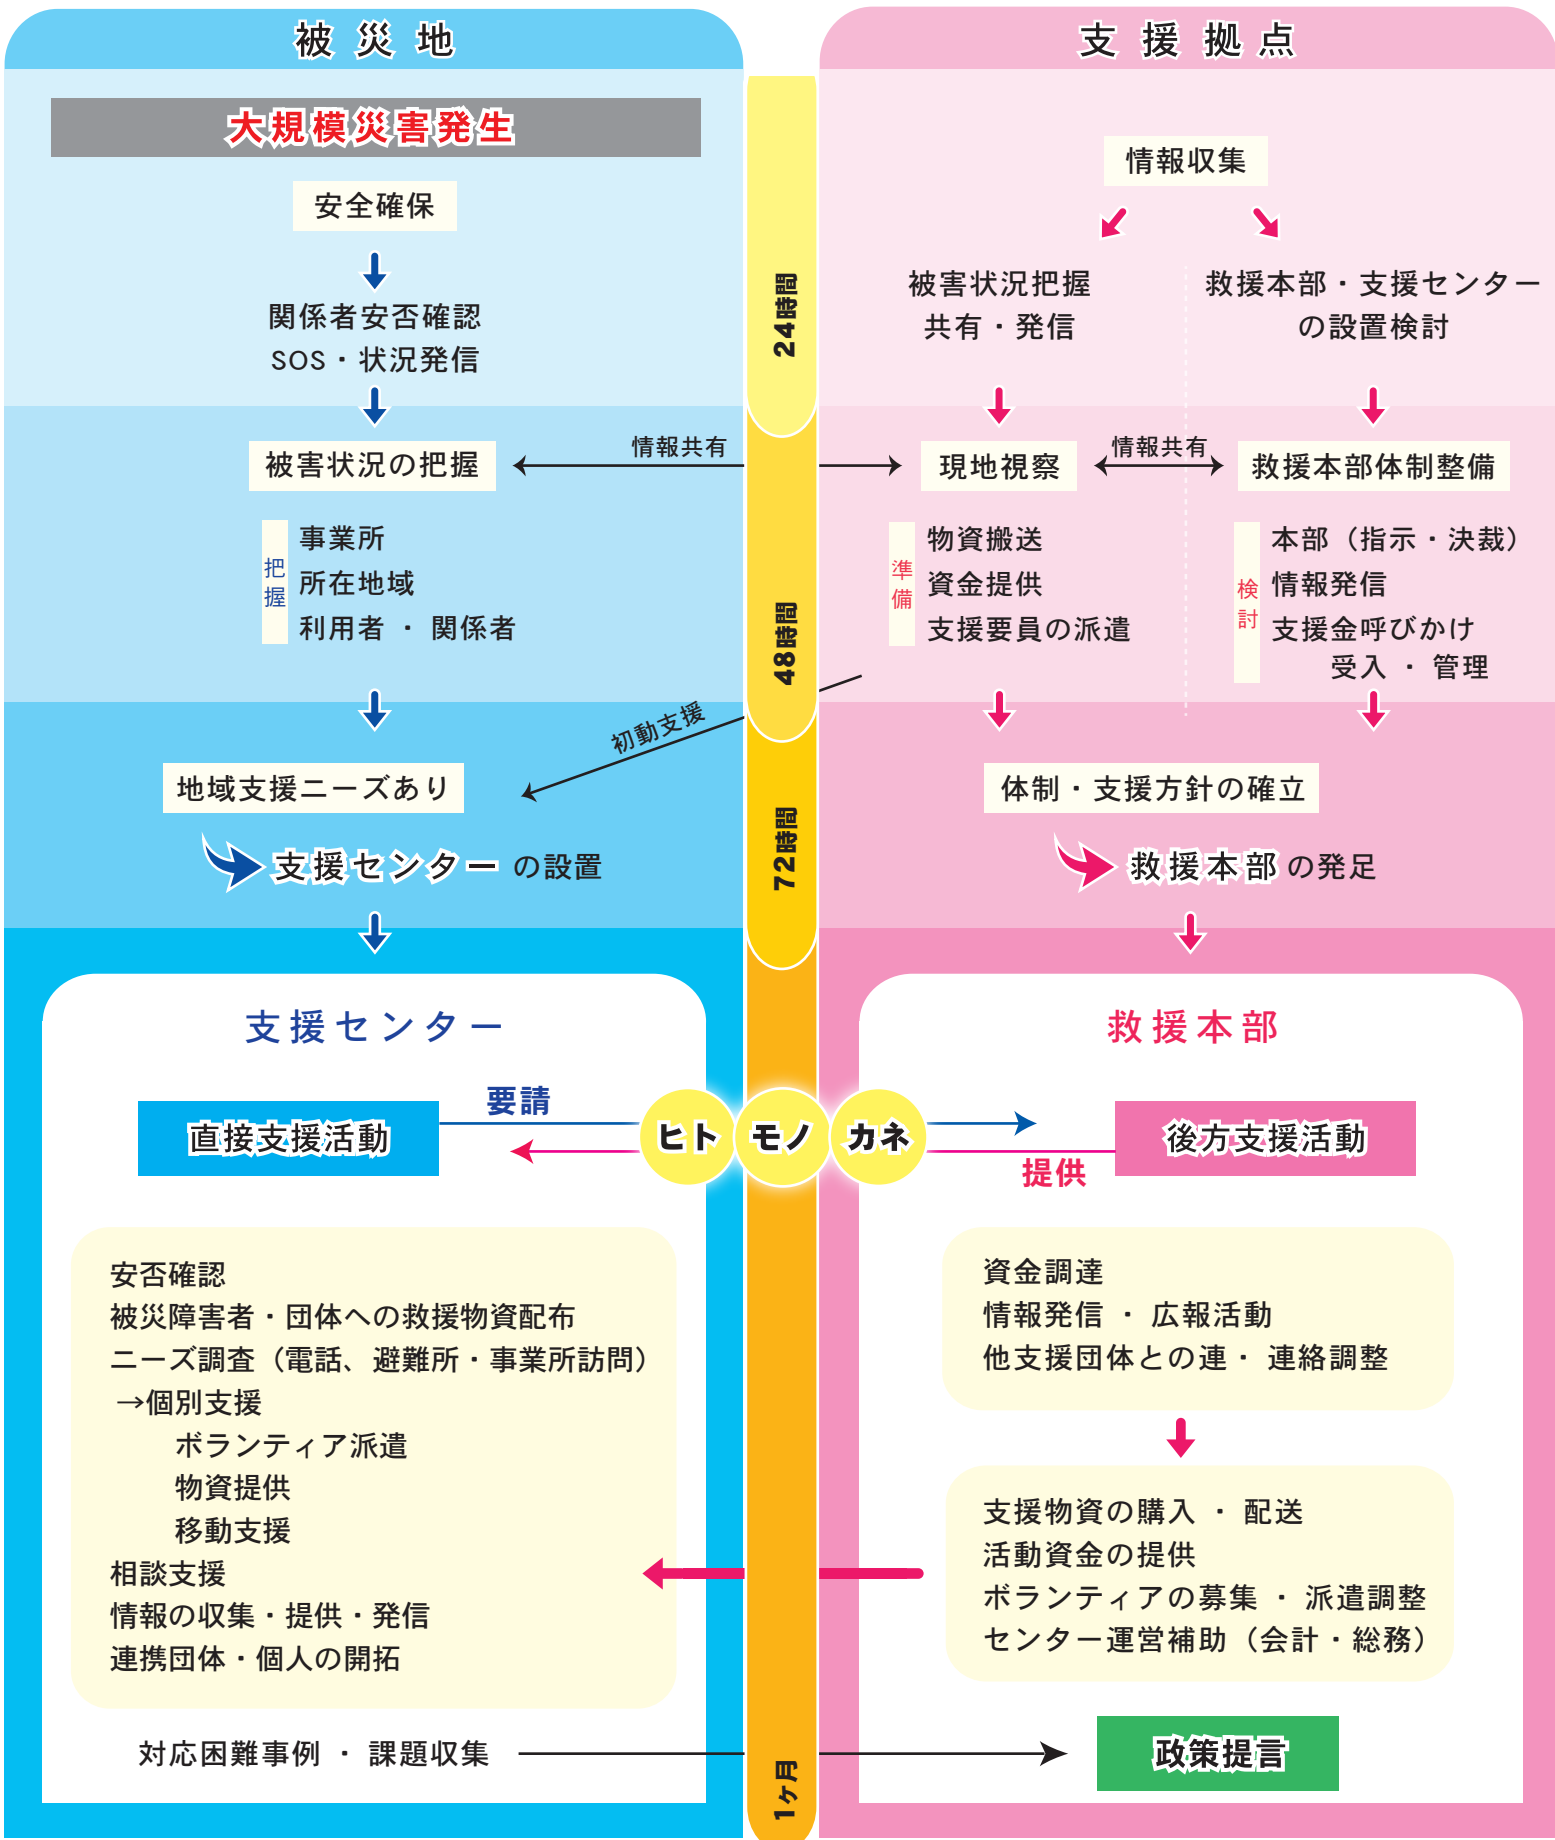 被災地
大規模災害発生
安全確保
関係者安否確認
SOS・状況発信
被害状況の把握
把握
事業所
所在地域
利用者 ・ 関係者
地域支援ニーズあり
支援センター の設置
支援拠点
情報収集
被害状況把握
共有・発信
救援本部・支援センター
の設置検討
情報共有
現地視察
情報共有
救援本部体制整備
準備
物資搬送
資金提供
支援要員の派遣
検討
本部（指示・決裁）
情報発信
支援金呼びかけ
受入 ・ 管理
初動支援
体制・支援方針の確立
救援本部 の発足
24時間
48時間
72時間
1ヶ月
支援センター
直接支援活動
要請
ヒト
モノ
カネ
提供
救援本部
後方支援活動
安否確認
被災障害者・団体への救援物資配布
ニーズ調査（電話、避難所・事業所訪問）
→個別支援
ボランティア派遣
物資提供
移動支援
相談支援
情報の収集・提供・発信
連携団体・個人の開拓
対応困難事例 ・ 課題収集
資金調達
情報発信 ・ 広報活動
他支援団体との連・ 連絡調整
支援物資の購入 ・ 配送
活動資金の提供
ボランティアの募集 ・ 派遣調整
センター運営補助（会計・総務）
政策提言